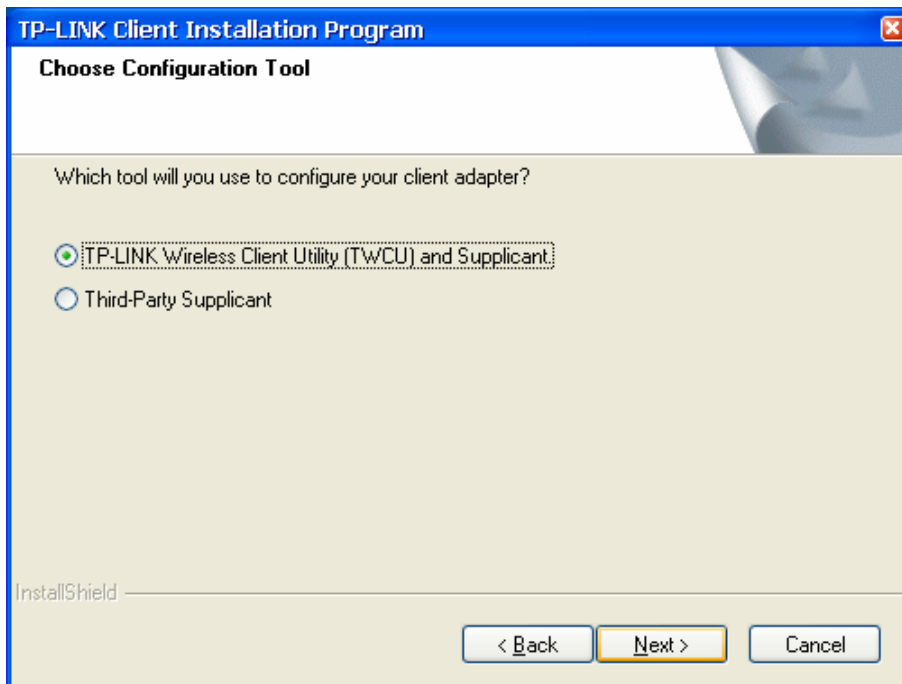 TP-LINK Client Installation Program
Choose Configuration Tool
Which tool will you use to configure your client adapter?
TP-LINK Wireless Client Utility (TWCU) and Supplicant.
Third-Party Supplicant
InstallShield
< Back
Next >
Cancel